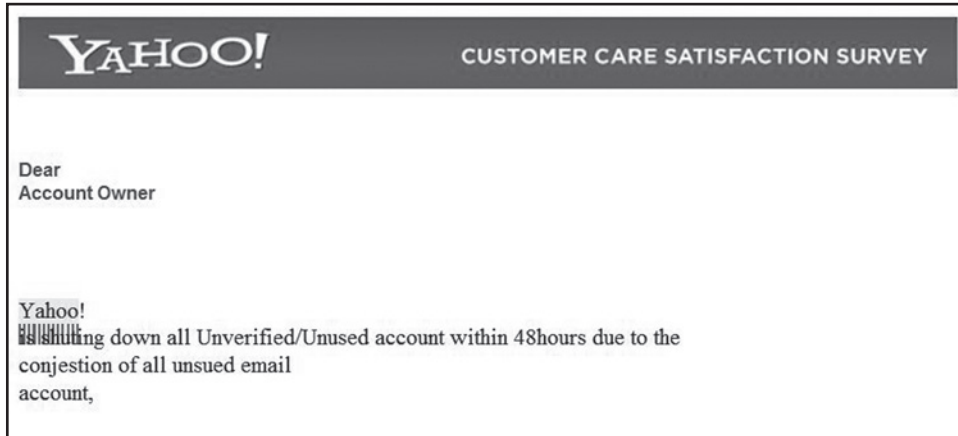 YAHOO!
CUSTOMER CARE SATISFACTION SURVEY
Dear
Account Owner
Yahoo!
is shuting down all Unverified/Unused account within 48hours due to the
conjestion of all unsued email
account,